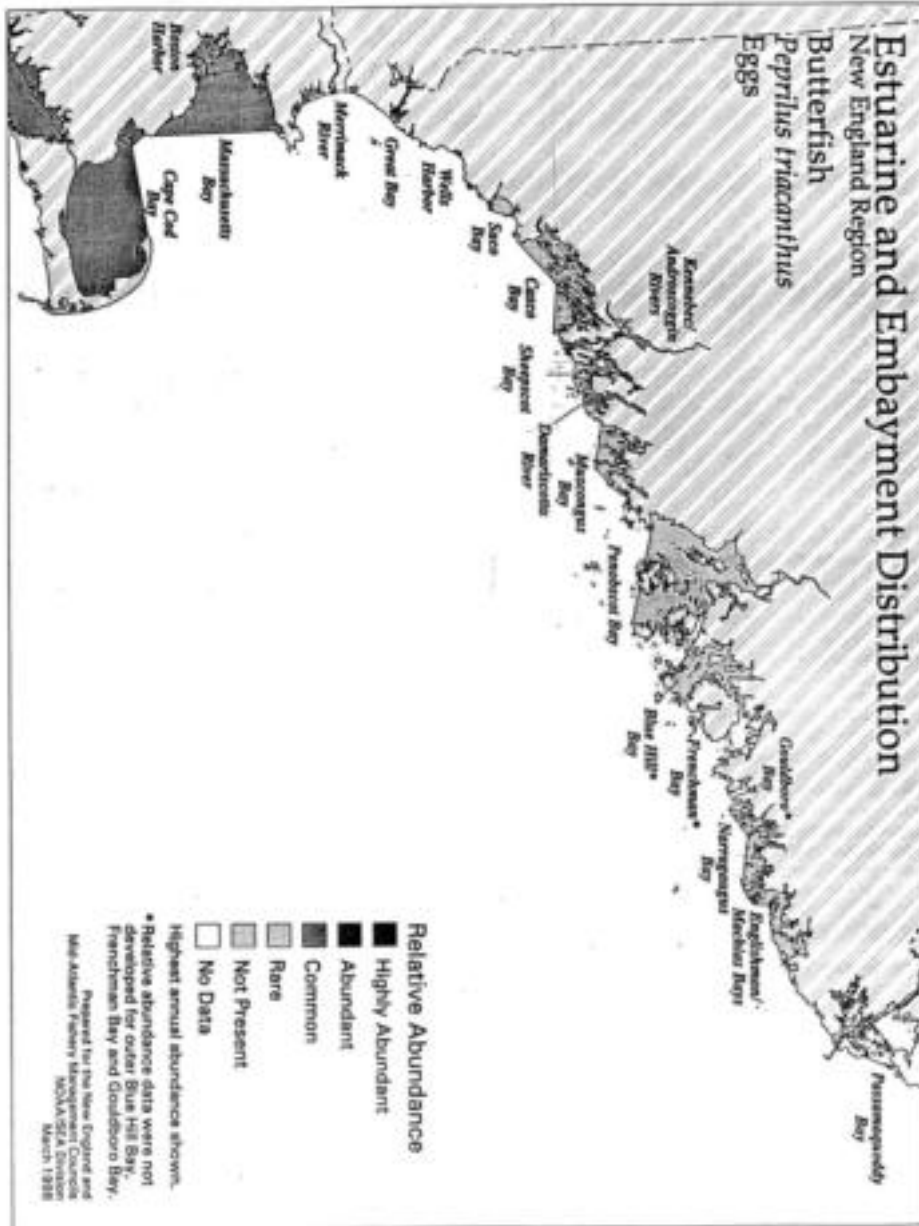 Estuarine and Embayment Distribution
New England Region
Butterfish
Peprilus triacanthus
Eggs
Passamaquoddy
Bay
Englishman/
Machias Bays
Narraguagus
Bay
Gouldboro*
Bay
Frenchman*
Bay
Blue Hill*
Bay
Penobscot Bay
Muscongus
Bay
Damariscotta
River
Sheepscot
Bay
Kennebec/
Androscoggin
Rivers
Casco
Bay
Saco
Bay
Wells
Harbor
Great Bay
Merrimack
River
Massachusetts
Bay
Boston
Harbor
Cape Cod
Bay
Relative Abundance
Highly Abundant
Abundant
Common
Rare
Not Present
No Data
Highest annual abundance shown.
* Relative abundance data were not
developed for outer Blue Hill Bay,
Frenchman Bay and Gouldboro Bay.
Prepared for the New England and
Mid-Atlantic Fishery Management Councils
NOAA/SEA Division
March 1998